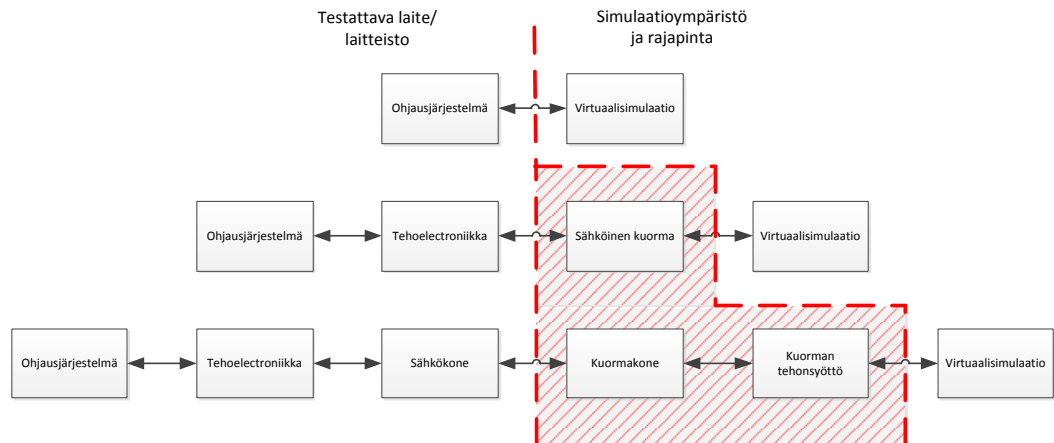 Testattava laite/
laitteisto
Simulaatioympäristö
ja rajapinta
Ohjausjärjestelmä
Virtuaalisimulaatio
Ohjausjärjestelmä
Tehoelectroniikka
Sähköinen kuorma
Virtuaalisimulaatio
Ohjausjärjestelmä
Tehoelectroniikka
Sähkökone
Kuormakone
Kuorman
tehonsyöttö
Virtuaalisimulaatio